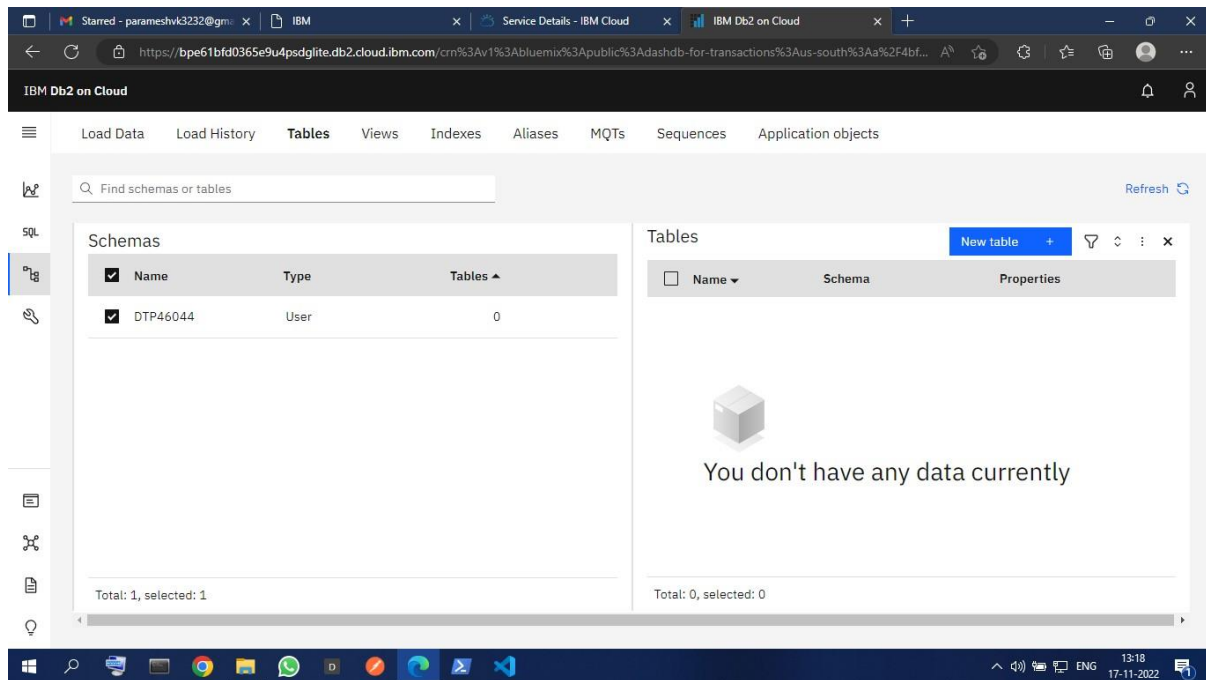 Starred - parameshvk3232@gma
IBM
Service Details - IBM Cloud
IBM Db2 on Cloud
https://bpe61bfd0365e9u4psdglite.db2.cloud.ibm.com/crn%3Av1%3Abluemix%3Apublic%3Adashdb-for-transactions%3Aus-south%3Aa%2F4bf...
IBM Db2 on Cloud
Load Data Load History Tables Views Indexes Aliases MQTs Sequences Application objects
Find schemas or tables
Refresh
SQL
Schemas
Name Type Tables
DTP46044 User 0
Total: 1, selected: 1
Tables
New table +
Name Schema Properties
You don't have any data currently
Total: 0, selected: 0
D
ENG
13:18
17-11-2022
1